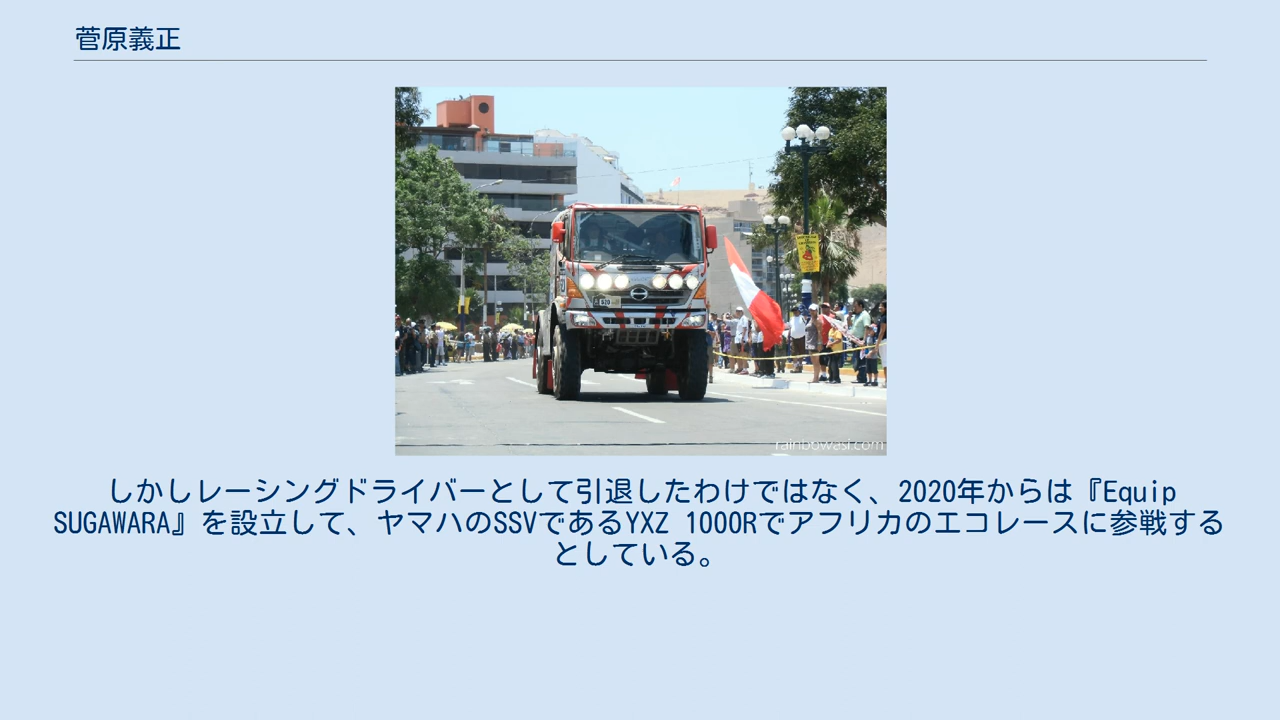 菅原義正
rainbowasi.com
しかしレーシングドライバーとして引退したわけではなく、2020年からは『Equip
SUGAWARA』を設立して、ヤマハのSSVであるYXZ 1000Rでアフリカのエコレースに参戦する
としている。